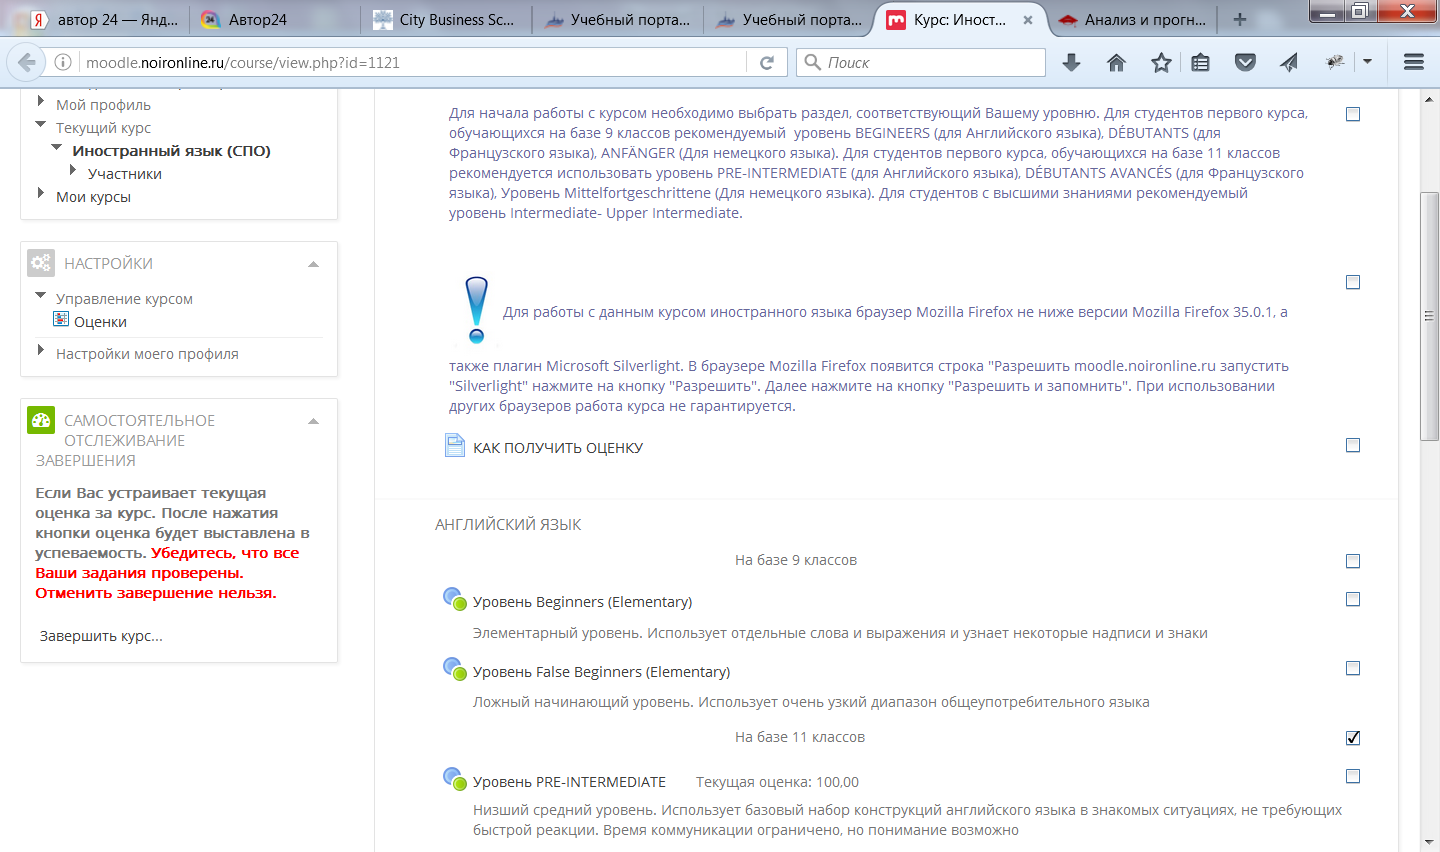 автор 24 — Янд...
Автор24
City Business Sc...
Учебный порта...
Учебный порта...
Курс: Иност...
Анализ и прогн...
moodle.noironline.ru/course/view.php?id=1121
Поиск
Мой профиль
Текущий курс
Иностранный язык (СПО)
Участники
Мои курсы
НАСТРОЙКИ
Управление курсом
Оценки
Настройки моего профиля
САМОСТОЯТЕЛЬНОЕ
ОТСЛЕЖИВАНИЕ
ЗАВЕРШЕНИЯ
Если Вас устраивает текущая
оценка за курс. После нажатия
кнопки оценка будет выставлена в
успеваемость. Убедитесь, что все
Ваши задания проверены.
Отменить завершение нельзя.
Завершить курс...
Для начала работы с курсом необходимо выбрать раздел, соответствующий Вашему уровню. Для студентов первого курса,
обучающихся на базе 9 классов рекомендуемый уровень BEGINEERS (для Английского языка), DÉBUTANTS (для
Французского языка), ANFÄNGER (Для немецкого языка). Для студентов первого курса, обучающихся на базе 11 классов
рекомендуется использовать уровень PRE-INTERMEDIATE (для Английского языка), DÉBUTANTS AVANCÉS (для Французского
языка), Уровень Mittelfortgeschrittene (Для немецкого языка). Для студентов с высшими знаниями рекомендуемый
уровень Intermediate- Upper Intermediate.
Для работы с данным курсом иностранного языка браузер Mozilla Firefox не ниже версии Mozilla Firefox 35.0.1, а
также плагин Microsoft Silverlight. В браузере Mozilla Firefox появится строка "Разрешить moodle.noironline.ru запустить
"Silverlight" нажмите на кнопку "Разрешить". Далее нажмите на кнопку "Разрешить и запомнить". При использовании
других браузеров работа курса не гарантируется.
КАК ПОЛУЧИТЬ ОЦЕНКУ
АНГЛИЙСКИЙ ЯЗЫК
На базе 9 классов
Уровень Beginners (Elementary)
Элементарный уровень. Использует отдельные слова и выражения и узнает некоторые надписи и знаки
Уровень False Beginners (Elementary)
Ложный начинающий уровень. Использует очень узкий диапазон общеупотребительного языка
На базе 11 классов
Уровень PRE-INTERMEDIATE Текущая оценка: 100,00
Низший средний уровень. Использует базовый набор конструкций английского языка в знакомых ситуациях, не требующих
быстрой реакции. Время коммуникации ограничено, но понимание возможно